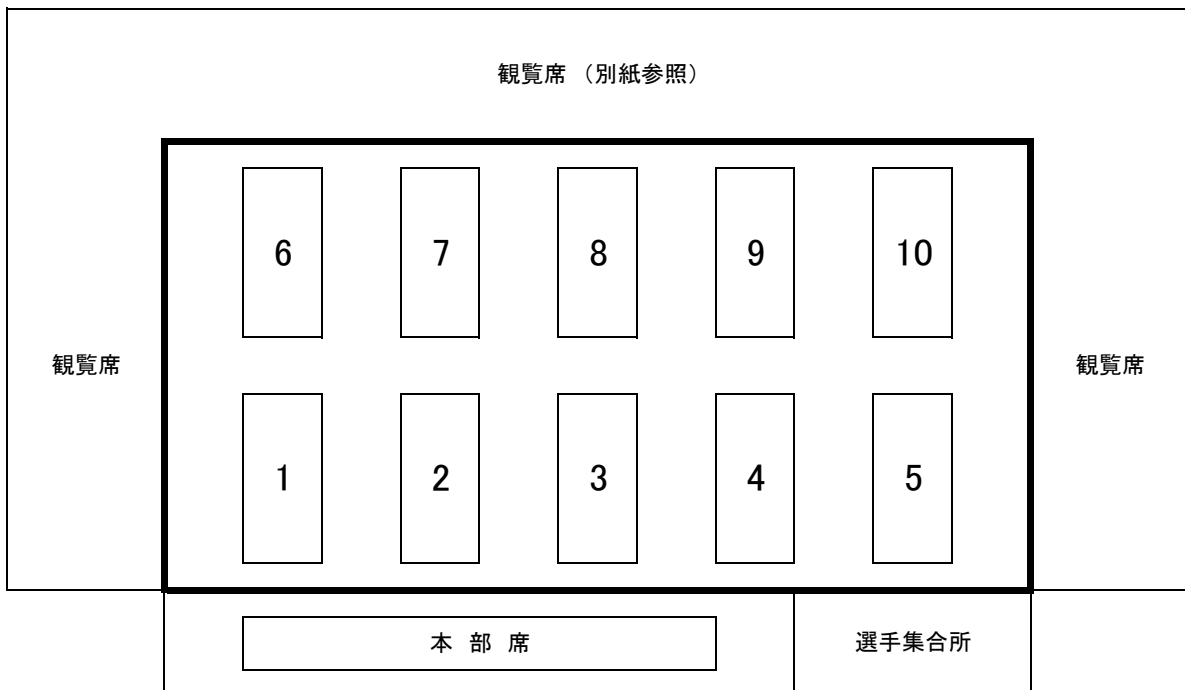 観覧席 （別紙参照）
6 7 8 9 10
観覧席 観覧席
1 2 3 4 5
本 部 席 選手集合所